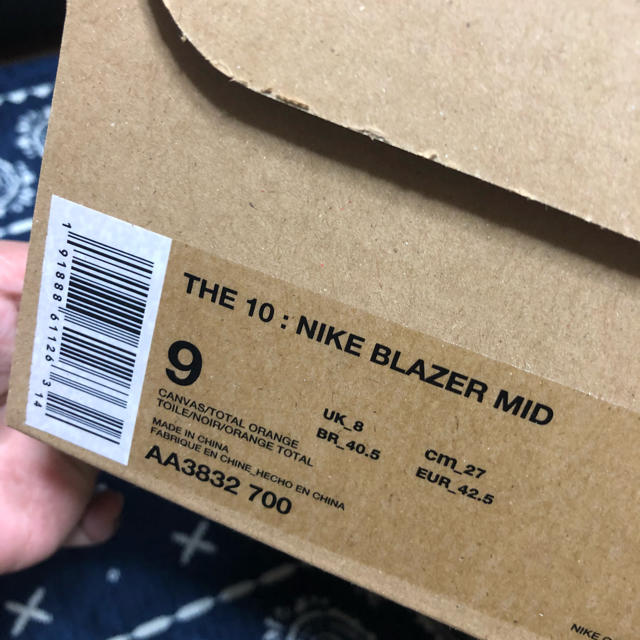 1 91888 61126 3 14
THE 10 : NIKE BLAZER MID
9
CANVAS/TOTAL ORANGE
TOILE/NOIR/ORANGE TOTAL
UK_8
BR_40.5
cm_27
EUR_42.5
MADE IN CHINA
FABRIQUE EN CHINE_HECHO EN CHINA
AA3832 700
NIKE